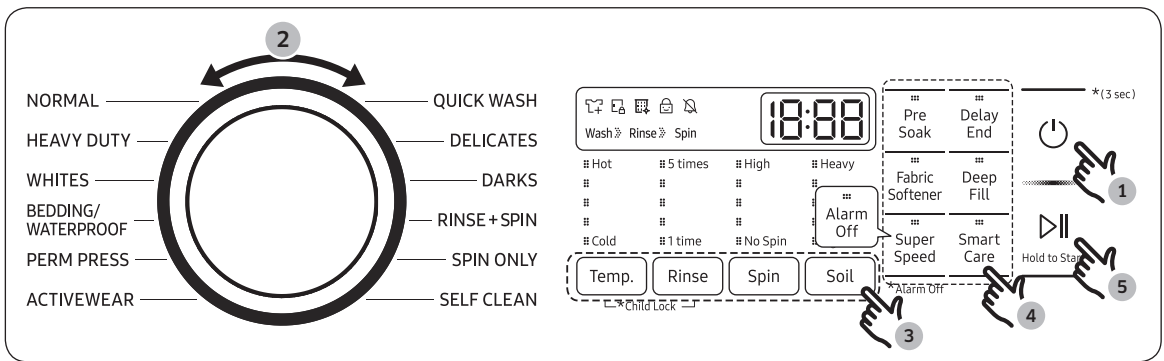 2
NORMAL
HEAVY DUTY
WHITES
BEDDING/
WATERPROOF
PERM PRESS
ACTIVEWEAR
QUICK WASH
DELICATES
DARKS
RINSE+SPIN
SPIN ONLY
SELF CLEAN
18:88
Wash Rinse Spin
Hot 5 times High Heavy
Cold 1 time No Spin
Temp. Rinse Spin Soil
*Child Lock
3
Alarm
Off
Pre
Soak
Delay
End
Fabric
Softener
Deep
Fill
Super
Speed
Smart
Care
*Alarm Off
4
*(3 sec)
1
Hold to Start
5